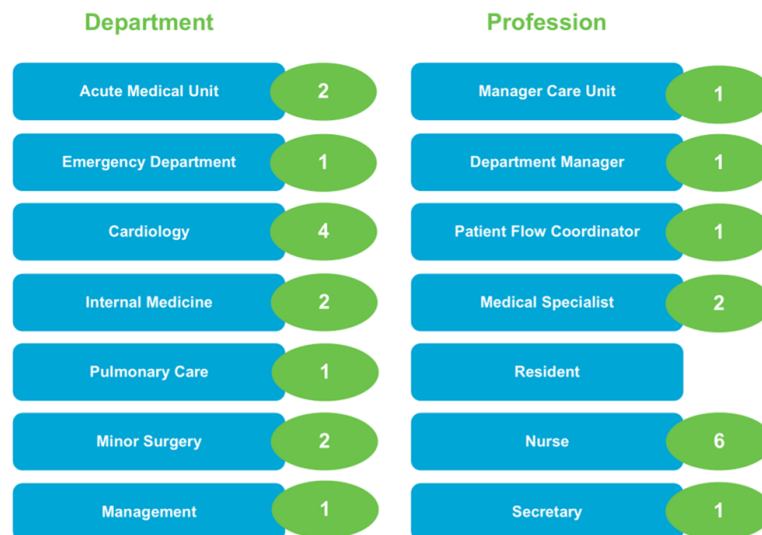 Department
Profession
Acute Medical Unit 2
Manager Care Unit 1
Emergency Department 1
Department Manager 1
Cardiology 4
Patient Flow Coordinator 1
Internal Medicine 2
Medical Specialist 2
Pulmonary Care 1
Resident
Minor Surgery 2
Nurse 6
Management 1
Secretary 1